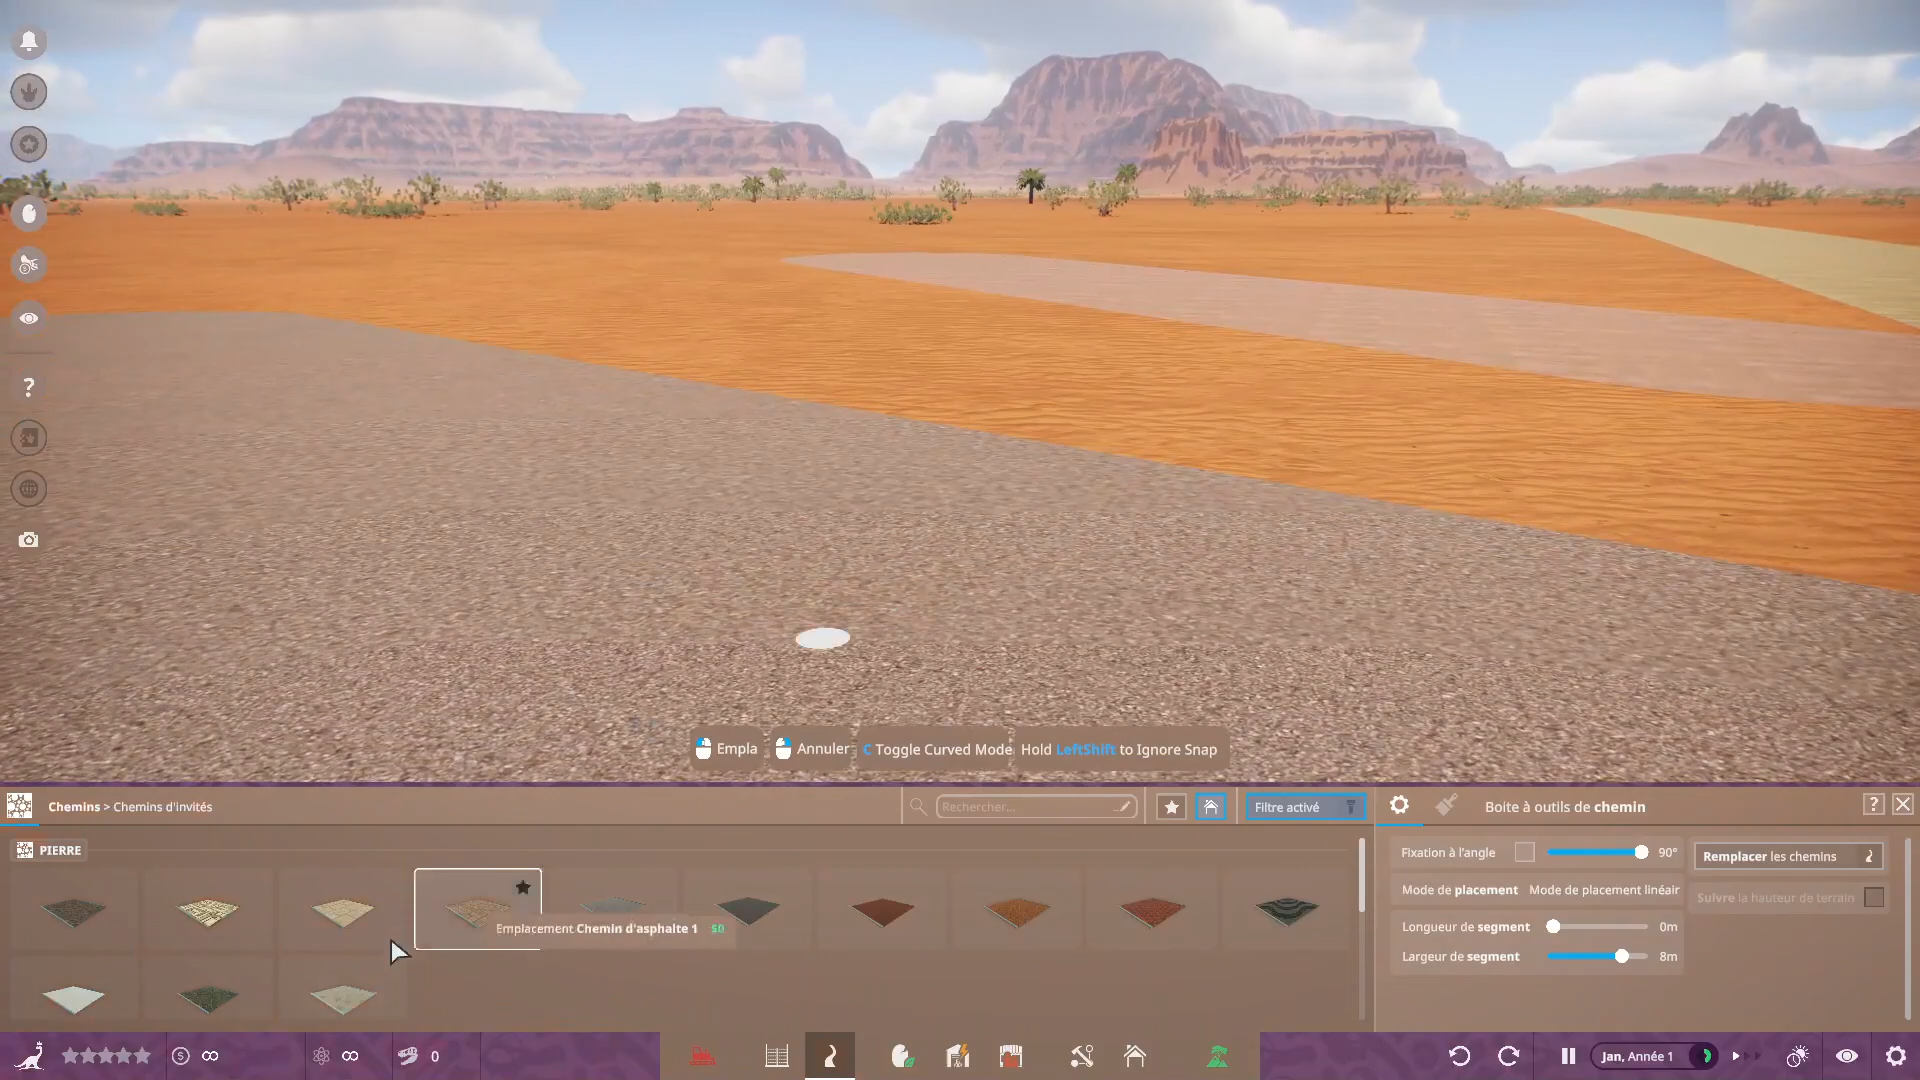 Empla
Annuler
C Toggle Curved Mode
Hold LeftShift to Ignore Snap
Chemins > Chemins d'invités
Rechercher...
Filtre activé
Boite à outils de chemin
?
PIERRE
Emplacement Chemin d'asphalte 1 $0
Fixation à l'angle
90°
Remplacer les chemins
Mode de placement
Mode de placement linéair
Suivre la hauteur de terrain
Longueur de segment
0m
Largeur de segment
8m
?
$ ∞
∞
0
Jan, Année 1